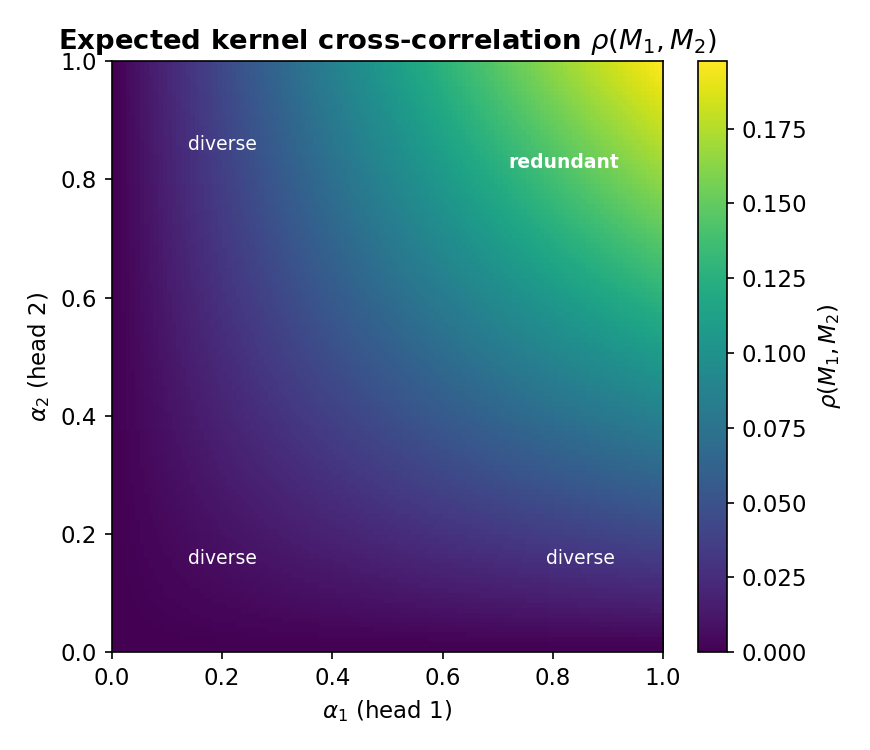 Expected kernel cross-correlation ρ(M₁, M₂)
1.0
0.8
0.6
0.4
0.2
0.0
α₂ (head 2)
diverse
redundant
diverse
diverse
0.0
0.2
0.4
0.6
0.8
1.0
α₁ (head 1)
0.175
0.150
0.125
0.100
0.075
0.050
0.025
0.000
ρ(M₁, M₂)